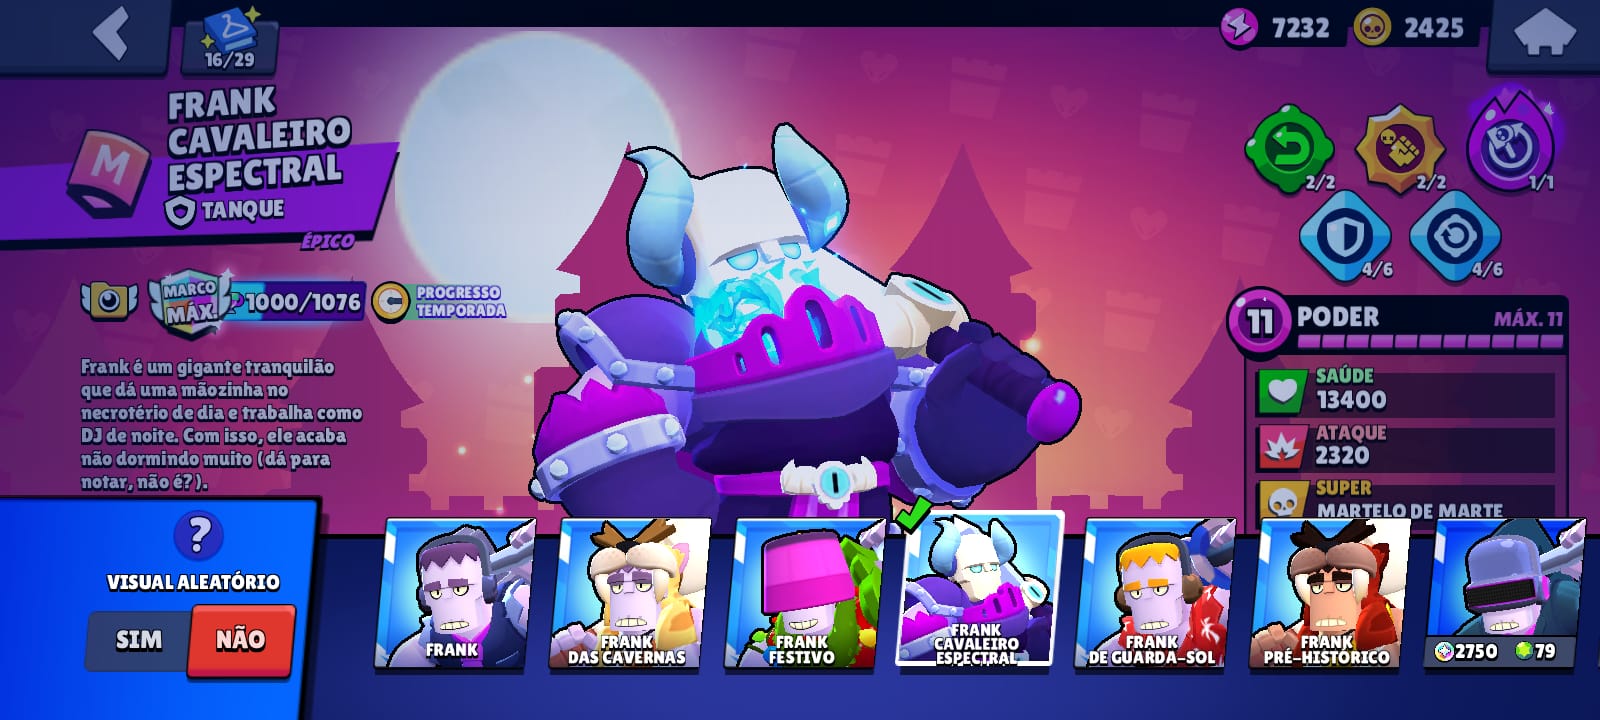 7232
2425
16/29
FRANK
CAVALEIRO
ESPECTRAL
M
TANQUE
ÉPICO
2/2
2/2
1/1
4/6
4/6
MARCO
MÁX.
1000/1076
PROGRESSO
TEMPORADA
11
PODER
MÁX. 11
SAÚDE
13400
ATAQUE
2320
SUPER
MARTELO DE MARTE
Frank é um gigante tranquilão
que dá uma mãozinha no
necrotério de dia e trabalha como
DJ de noite. Com isso, ele acaba
não dormindo muito (dá para
notar, não é?).
?
VISUAL ALEATÓRIO
SIM
NÃO
FRANK
FRANK
DAS CAVERNAS
FRANK
FESTIVO
FRANK
CAVALEIRO
ESPECTRAL
FRANK
DE GUARDA-SOL
FRANK
PRÉ-HISTÓRICO
2750
79